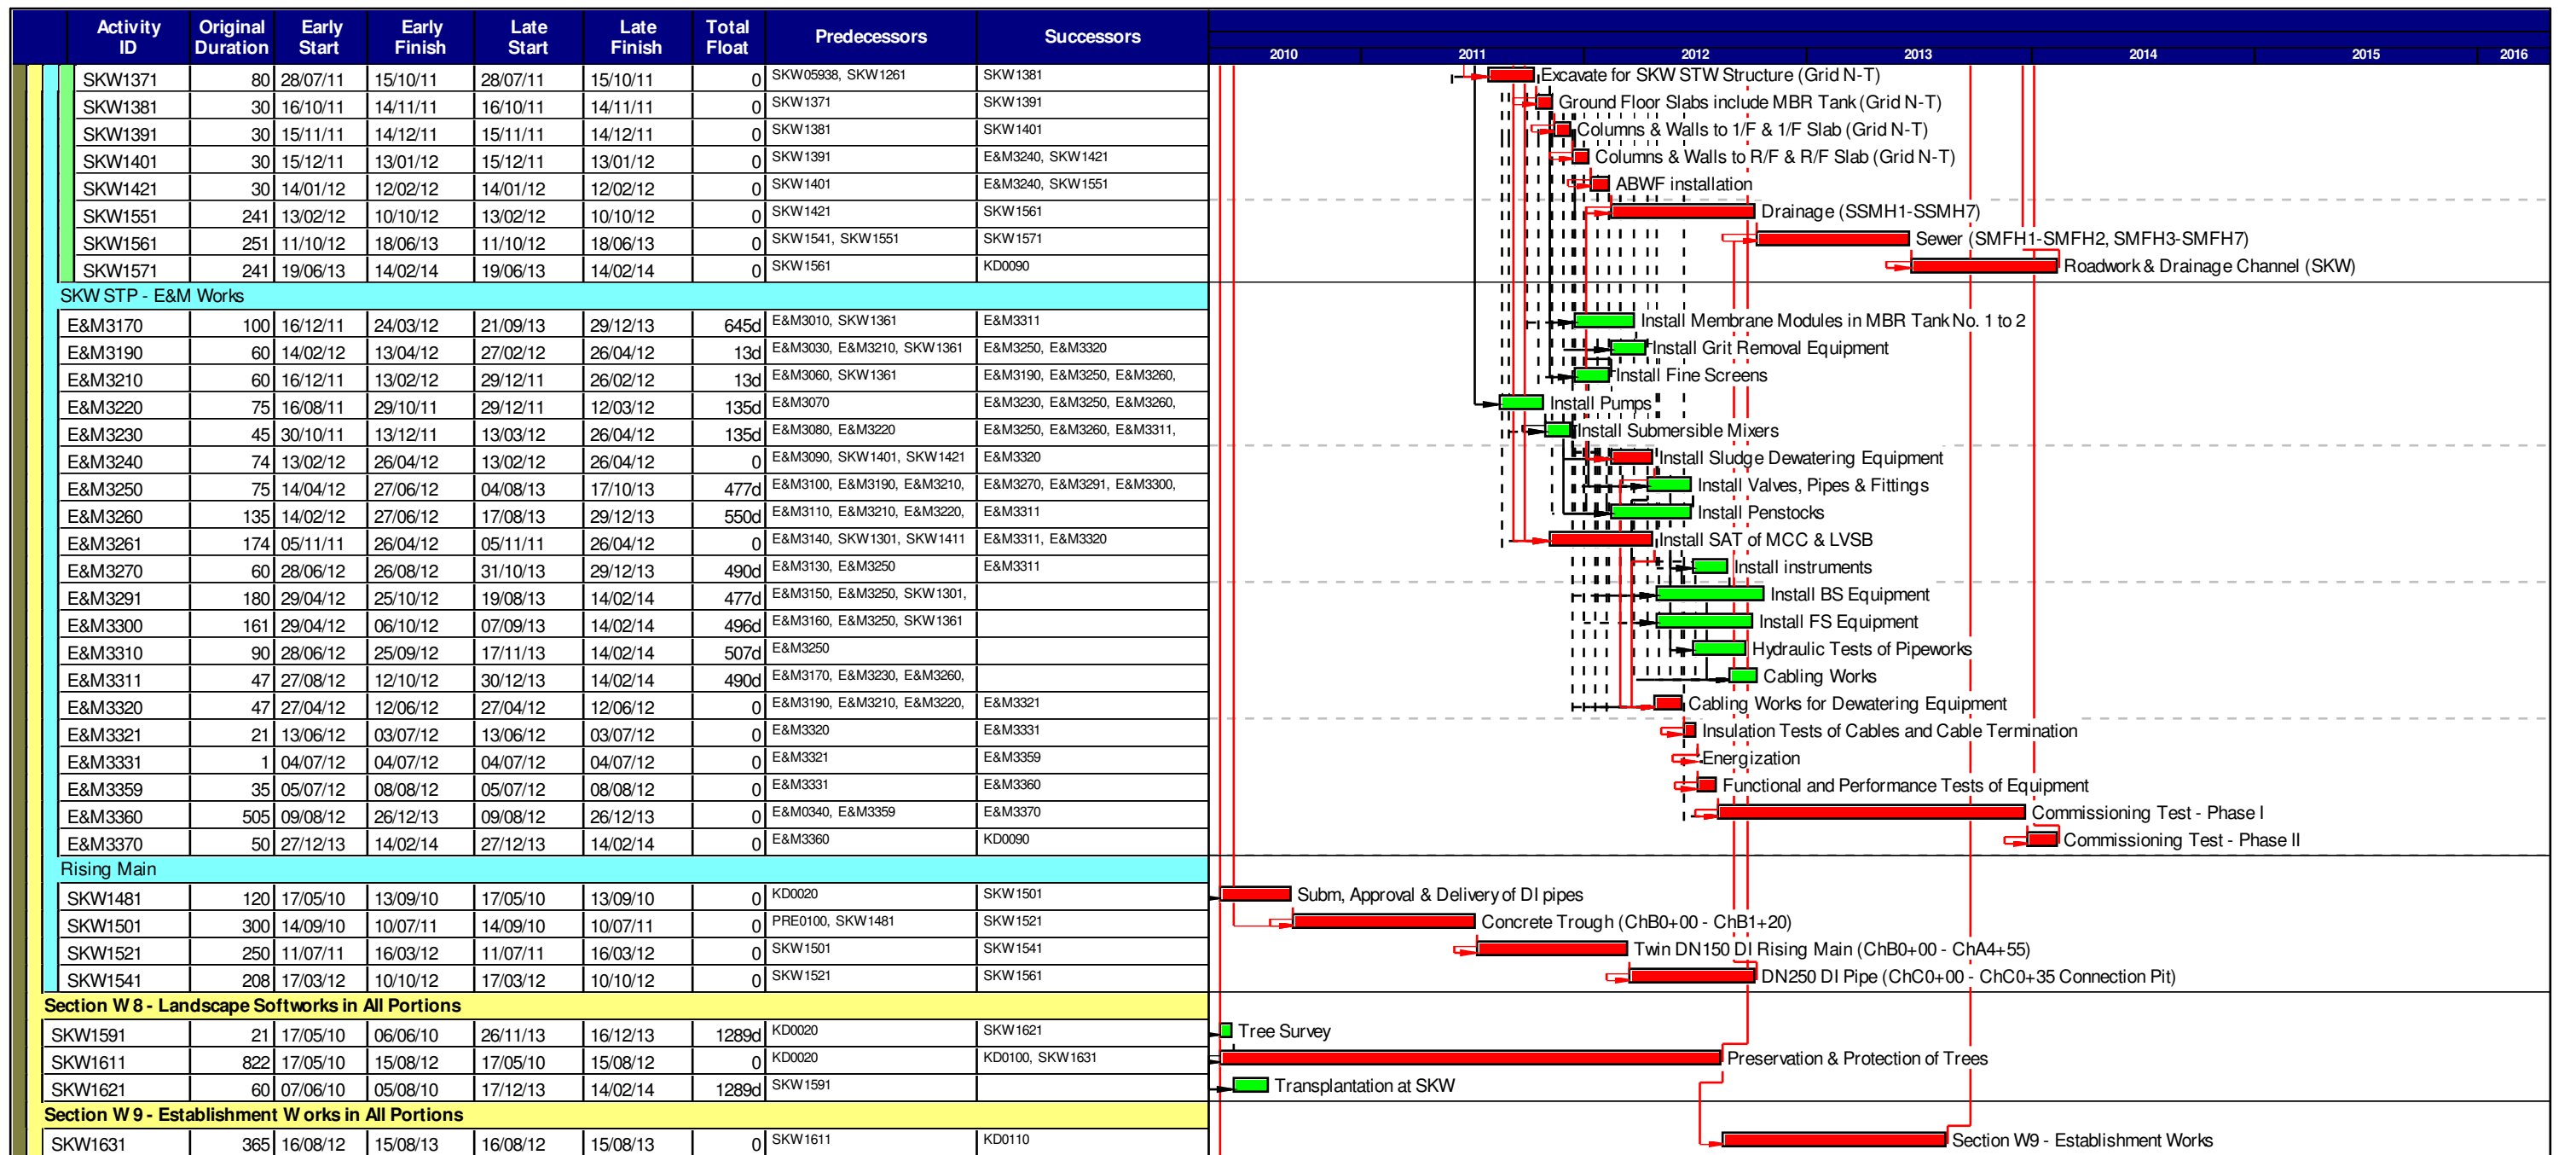 Activity ID Original Duration Early Start Early Finish Late Start Late Finish Total Float Predecessors Successors 2010 2011 2012 2013 2014 2015 2016
SKW1371 80 28/07/11 15/10/11 28/07/11 15/10/11 0 SKW05938, SKW1261 SKW1381 Excavate for SKW STW Structure (Grid N-T)
SKW1381 30 16/10/11 14/11/11 16/10/11 14/11/11 0 SKW1371 SKW1391 Ground Floor Slabs include MBR Tank (Grid N-T)
SKW1391 30 15/11/11 14/12/11 15/11/11 14/12/11 0 SKW1381 SKW1401 Columns & Walls to 1/F & 1/F Slab (Grid N-T)
SKW1401 30 15/12/11 13/01/12 15/12/11 13/01/12 0 SKW1391 E&M3240, SKW1421 Columns & Walls to R/F & R/F Slab (Grid N-T)
SKW1421 30 14/01/12 12/02/12 14/01/12 12/02/12 0 SKW1401 E&M3240, SKW1551 ABWF installation
SKW1551 241 13/02/12 10/10/12 13/02/12 10/10/12 0 SKW1421 SKW1561 Drainage (SSMH1-SSMH7)
SKW1561 251 11/10/12 18/06/13 11/10/12 18/06/13 0 SKW1541, SKW1551 SKW1571 Sewer (SMFH1-SMFH2, SMFH3-SMFH7)
SKW1571 241 19/06/13 14/02/14 19/06/13 14/02/14 0 SKW1561 KD0090 Roadwork & Drainage Channel (SKW)
SKW STP - E&M Works
E&M3170 100 16/12/11 24/03/12 21/09/13 29/12/13 645d E&M3010, SKW1361 E&M3311 Install Membrane Modules in MBR Tank No. 1 to 2
E&M3190 60 14/02/12 13/04/12 27/02/12 26/04/12 13d E&M3030, E&M3210, SKW1361 E&M3250, E&M3320 Install Grit Removal Equipment
E&M3210 60 16/12/11 13/02/12 29/12/11 26/02/12 13d E&M3060, SKW1361 E&M3190, E&M3250, E&M3260, Install Fine Screens
E&M3220 75 16/08/11 29/10/11 29/12/11 12/03/12 135d E&M3070 E&M3230, E&M3250, E&M3260, Install Pumps
E&M3230 45 30/10/11 13/12/11 13/03/12 26/04/12 135d E&M3080, E&M3220 E&M3250, E&M3260, E&M3311, Install Submersible Mixers
E&M3240 74 13/02/12 26/04/12 13/02/12 26/04/12 0 E&M3090, SKW1401, SKW1421 E&M3320 Install Sludge Dewatering Equipment
E&M3250 75 14/04/12 27/06/12 04/08/13 17/10/13 477d E&M3100, E&M3190, E&M3210, E&M3270, E&M3291, E&M3300, Install Valves, Pipes & Fittings
E&M3260 135 14/02/12 27/06/12 17/08/13 29/12/13 550d E&M3110, E&M3210, E&M3220, E&M3311 Install Penstocks
E&M3261 174 05/11/11 26/04/12 05/11/11 26/04/12 0 E&M3140, SKW1301, SKW1411 E&M3311, E&M3320 Install SAT of MCC & LVSB
E&M3270 60 28/06/12 26/08/12 31/10/13 29/12/13 490d E&M3130, E&M3250 E&M3311 Install instruments
E&M3291 180 29/04/12 25/10/12 19/08/13 14/02/14 477d E&M3150, E&M3250, SKW1301, Install BS Equipment
E&M3300 161 29/04/12 06/10/12 07/09/13 14/02/14 496d E&M3160, E&M3250, SKW1361 Install FS Equipment
E&M3310 90 28/06/12 25/09/12 17/11/13 14/02/14 507d E&M3250 Hydraulic Tests of Pipeworks
E&M3311 47 27/08/12 12/10/12 30/12/13 14/02/14 490d E&M3170, E&M3230, E&M3260, Cabling Works
E&M3320 47 27/04/12 12/06/12 27/04/12 12/06/12 0 E&M3190, E&M3210, E&M3220, E&M3321 Cabling Works for Dewatering Equipment
E&M3321 21 13/06/12 03/07/12 13/06/12 03/07/12 0 E&M3320 E&M3331 Insulation Tests of Cables and Cable Termination
E&M3331 1 04/07/12 04/07/12 04/07/12 04/07/12 0 E&M3321 E&M3359 Energization
E&M3359 35 05/07/12 08/08/12 05/07/12 08/08/12 0 E&M3331 E&M3360 Functional and Performance Tests of Equipment
E&M3360 505 09/08/12 26/12/13 09/08/12 26/12/13 0 E&M0340, E&M3359 E&M3370 Commissioning Test - Phase I
E&M3370 50 27/12/13 14/02/14 27/12/13 14/02/14 0 E&M3360 KD0090 Commissioning Test - Phase II
Rising Main
SKW1481 120 17/05/10 13/09/10 17/05/10 13/09/10 0 KD0020 SKW1501 Subm, Approval & Delivery of DI pipes
SKW1501 300 14/09/10 10/07/11 14/09/10 10/07/11 0 PRE0100, SKW1481 SKW1521 Concrete Trough (ChB0+00 - ChB1+20)
SKW1521 250 11/07/11 16/03/12 11/07/11 16/03/12 0 SKW1501 SKW1541 Twin DN150 DI Rising Main (ChB0+00 - ChA4+55)
SKW1541 208 17/03/12 10/10/12 17/03/12 10/10/12 0 SKW1521 SKW1561 DN250 DI Pipe (ChC0+00 - ChC0+35 Connection Pit)
Section W8 - Landscape Softworks in All Portions
SKW1591 21 17/05/10 06/06/10 26/11/13 16/12/13 1289d KD0020 SKW1621 Tree Survey
SKW1611 822 17/05/10 15/08/12 17/05/10 15/08/12 0 KD0020 KD0100, SKW1631 Preservation & Protection of Trees
SKW1621 60 07/06/10 05/08/10 17/12/13 14/02/14 1289d SKW1591 Transplantation at SKW
Section W9 - Establishment Works in All Portions
SKW1631 365 16/08/12 15/08/13 16/08/12 15/08/13 0 SKW1611 KD0110 Section W9 - Establishment Works